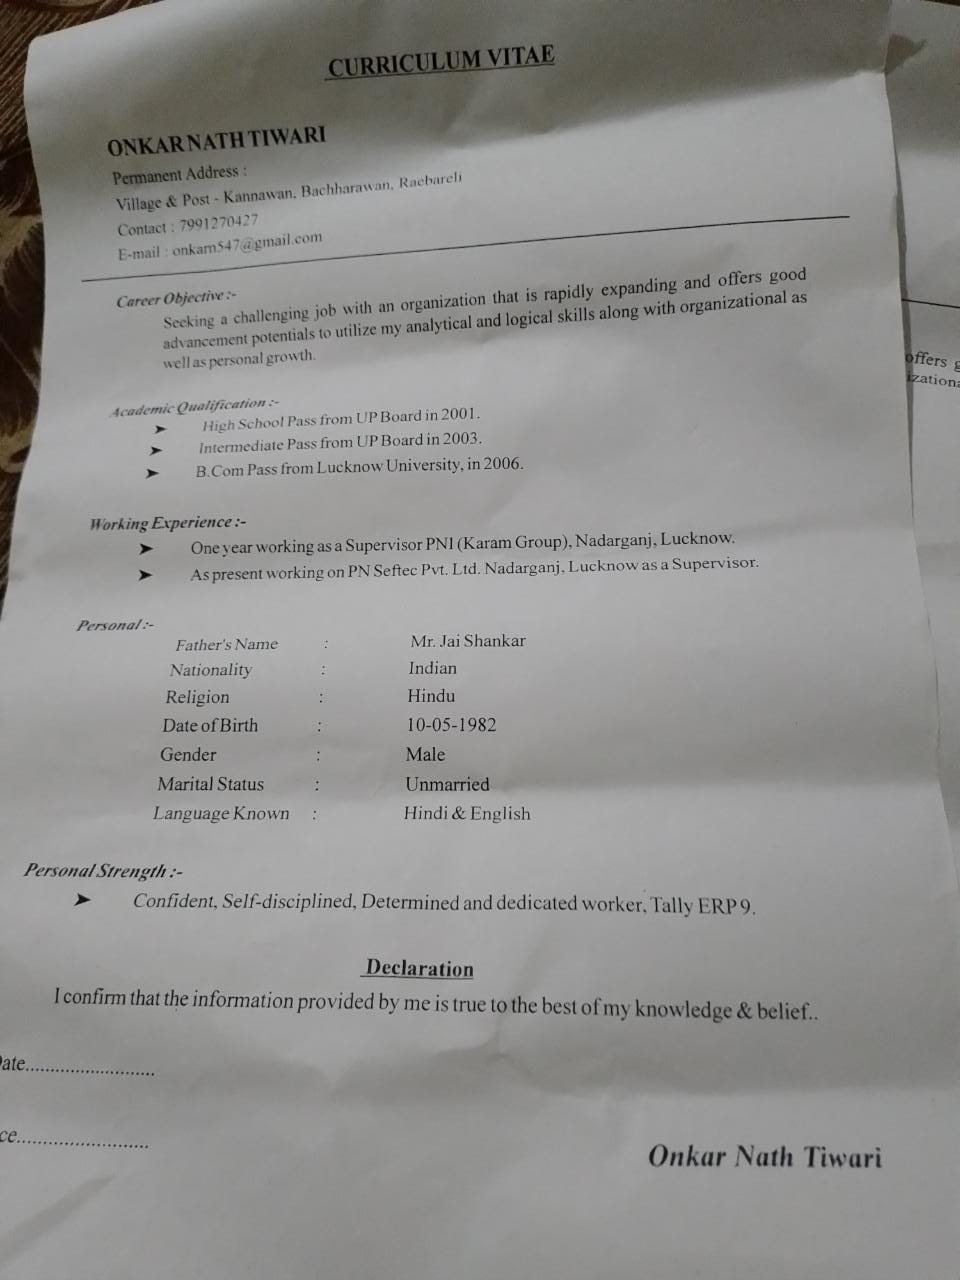 CURRICULUM VITAE
ONKAR NATH TIWARI
Permanent Address :
Village & Post - Kannawan, Bachharawan, Raebareli
Contact : 7991270427
E-mail : onkarn547@gmail.com
Career Objective :-
Seeking a challenging job with an organization that is rapidly expanding and offers good
advancement potentials to utilize my analytical and logical skills along with organizational as
well as personal growth.
Academic Qualification :-
➤ High School Pass from UP Board in 2001.
➤ Intermediate Pass from UP Board in 2003.
➤ B.Com Pass from Lucknow University, in 2006.
Working Experience :-
➤ One year working as a Supervisor PNI (Karam Group), Nadarganj, Lucknow.
➤ As present working on PN Seftec Pvt. Ltd. Nadarganj, Lucknow as a Supervisor.
Personal :-
Father's Name : Mr. Jai Shankar
Nationality : Indian
Religion : Hindu
Date of Birth : 10-05-1982
Gender : Male
Marital Status : Unmarried
Language Known : Hindi & English
Personal Strength :-
➤ Confident, Self-disciplined, Determined and dedicated worker, Tally ERP 9.
Declaration
I confirm that the information provided by me is true to the best of my knowledge & belief..
ate..........................
ce..........................
Onkar Nath Tiwari
offers g
ization